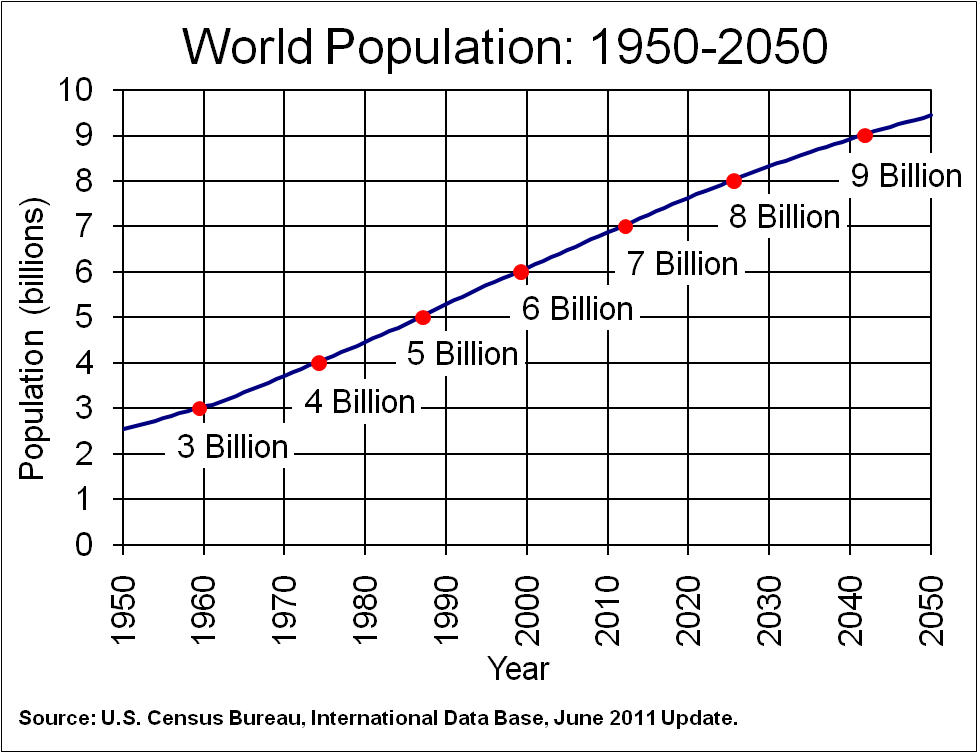 World Population: 1950-2050
10
9
8
7
6
5
4
3
2
1
0
Population (billions)
9 Billion
8 Billion
7 Billion
6 Billion
5 Billion
4 Billion
3 Billion
1950 1960 1970 1980 1990 2000 2010 2020 2030 2040 2050
Year
Source: U.S. Census Bureau, International Data Base, June 2011 Update.